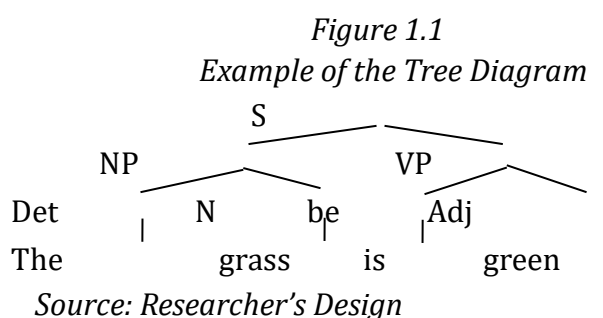 Figure 1.1
Example of the Tree Diagram
S
NP VP
Det N be Adj
The grass is green
Source: Researcher's Design